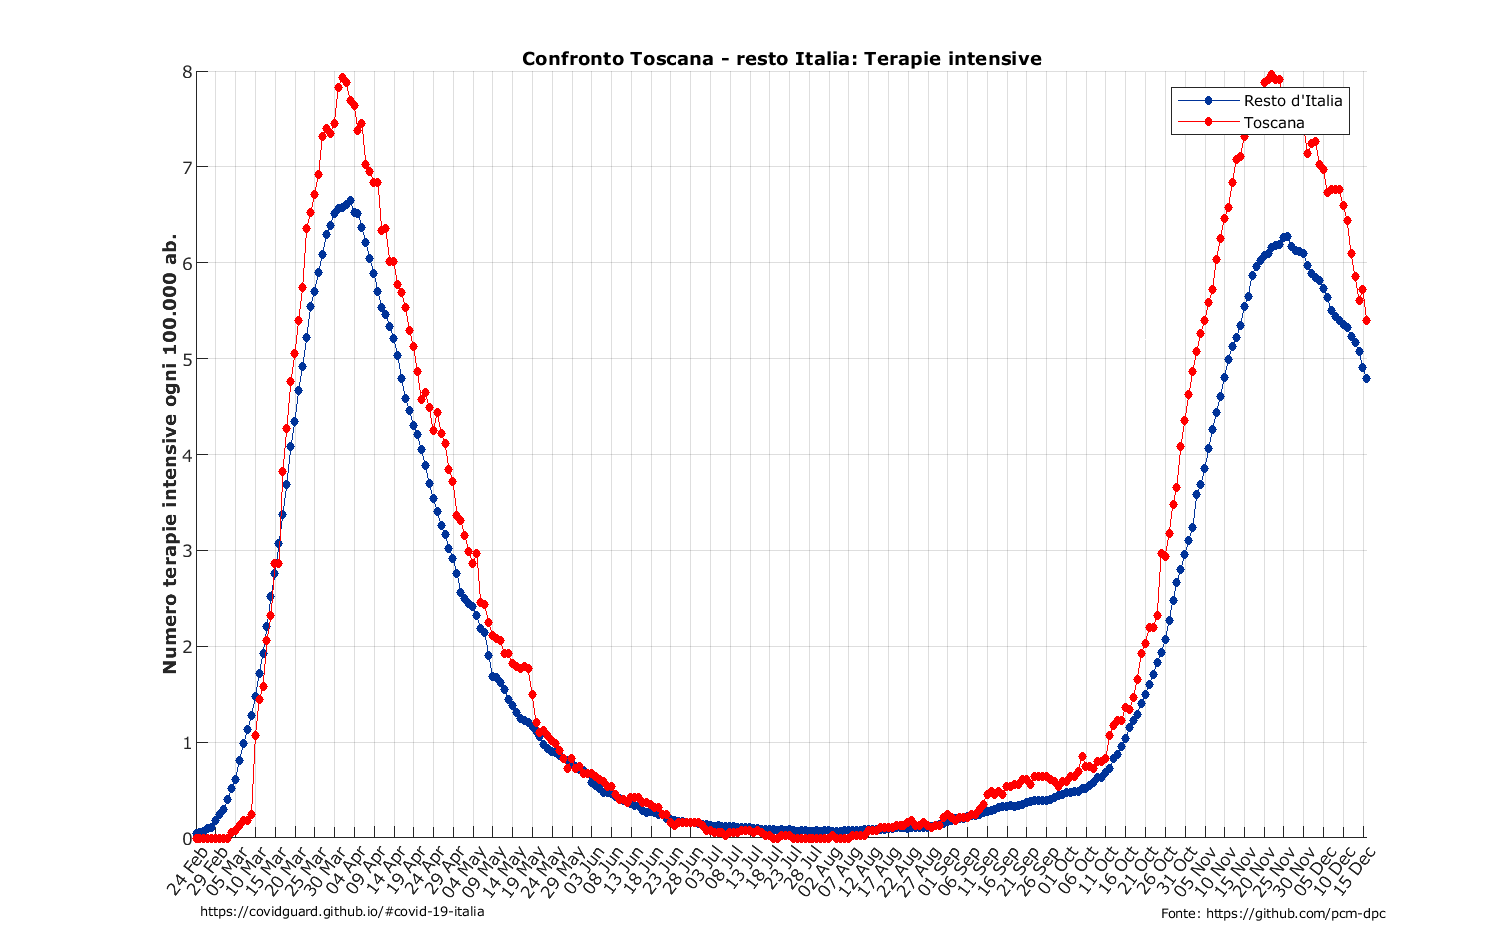 Confronto Toscana - resto Italia: Terapie intensive
Resto d'Italia
Toscana
Numero terapie intensive ogni 100.000 ab.
8
7
6
5
4
3
2
1
0
24 Feb
29 Feb
05 Mar
10 Mar
15 Mar
20 Mar
25 Mar
30 Mar
04 Apr
09 Apr
14 Apr
19 Apr
24 Apr
29 Apr
04 May
09 May
14 May
19 May
24 May
29 May
03 Jun
08 Jun
13 Jun
18 Jun
23 Jun
28 Jun
03 Jul
08 Jul
13 Jul
18 Jul
23 Jul
28 Jul
02 Aug
07 Aug
12 Aug
17 Aug
22 Aug
27 Aug
01 Sep
06 Sep
11 Sep
16 Sep
21 Sep
26 Sep
01 Oct
06 Oct
11 Oct
16 Oct
21 Oct
26 Oct
31 Oct
05 Nov
10 Nov
15 Nov
20 Nov
25 Nov
30 Nov
05 Dec
10 Dec
15 Dec
https://covidguard.github.io/#covid-19-italia
Fonte: https://github.com/pcm-dpc